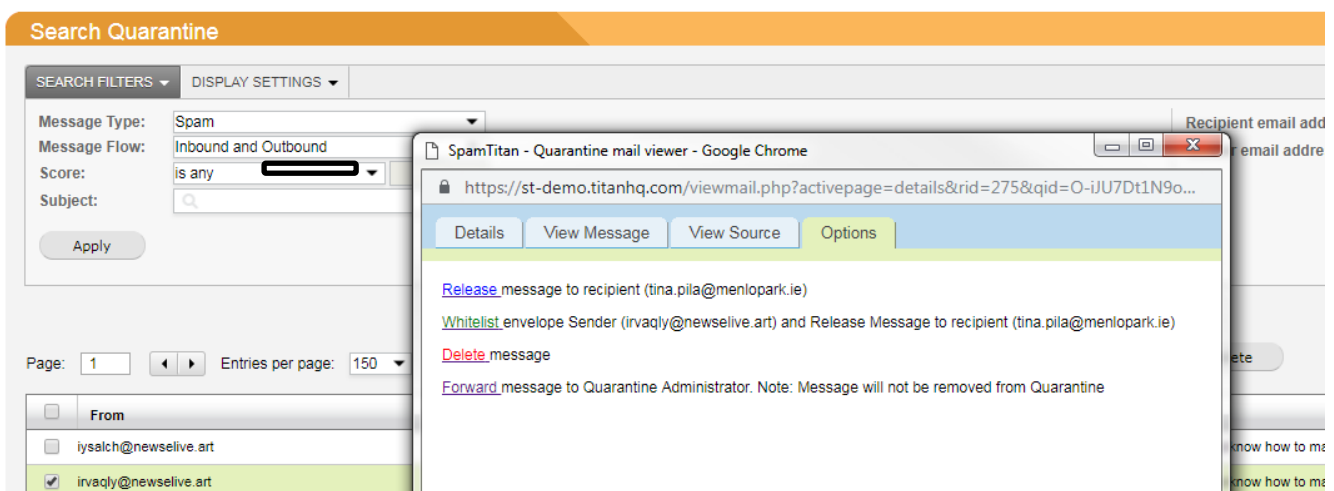 Search Quarantine
SEARCH FILTERS DISPLAY SETTINGS
Message Type: Spam
Recipient email add
Message Flow: Inbound and Outbound
r email addre
Score: is any
Subject:
Apply
SpamTitan - Quarantine mail viewer - Google Chrome
https://st-demo.titanhq.com/viewmail.php?activepage=details&rid=275&qid=O-iJU7Dt1N9o...
Details View Message View Source Options
Release message to recipient (tina.pila@menlopark.ie)
Whitelist envelope Sender (irvaqly@newselive.art) and Release Message to recipient (tina.pila@menlopark.ie)
Delete message
Forward message to Quarantine Administrator. Note: Message will not be removed from Quarantine
Page: 1 Entries per page: 150
ete
From
iysalch@newselive.art
know how to ma
irvaqly@newselive.art
know how to ma